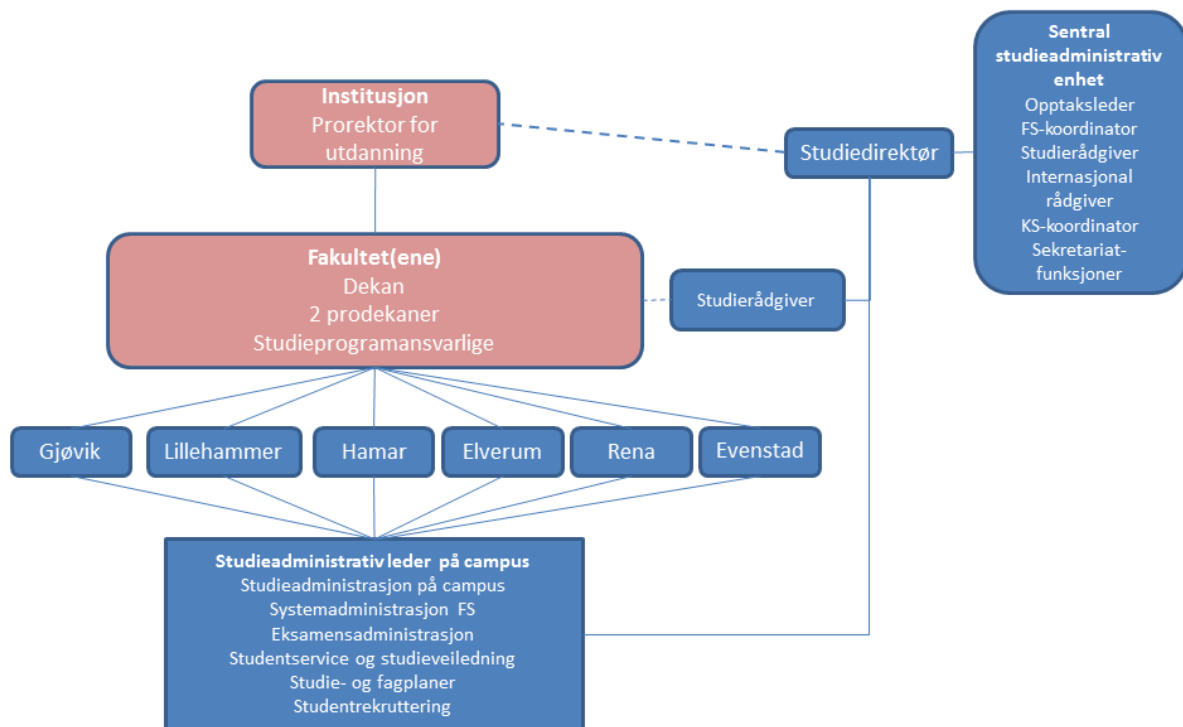 Sentral
studieadministrativ
enhet
Opptaksleder
FS-koordinator
Studierådgiver
Internasjonal
rådgiver
KS-koordinator
Sekretariat-
funksjoner
Institusjon
Prorektor for
utdanning
Studiedirektør
Fakultet(ene)
Dekan
2 prodekaner
Studieprogramansvarlige
Studierådgiver
Gjøvik
Lillehammer
Hamar
Elverum
Rena
Evenstad
Studieadministrativ leder på campus
Studieadministrasjon på campus
Systemadministrasjon FS
Eksamensadministrasjon
Studentservice og studieveiledning
Studie- og fagplaner
Studentrekruttering